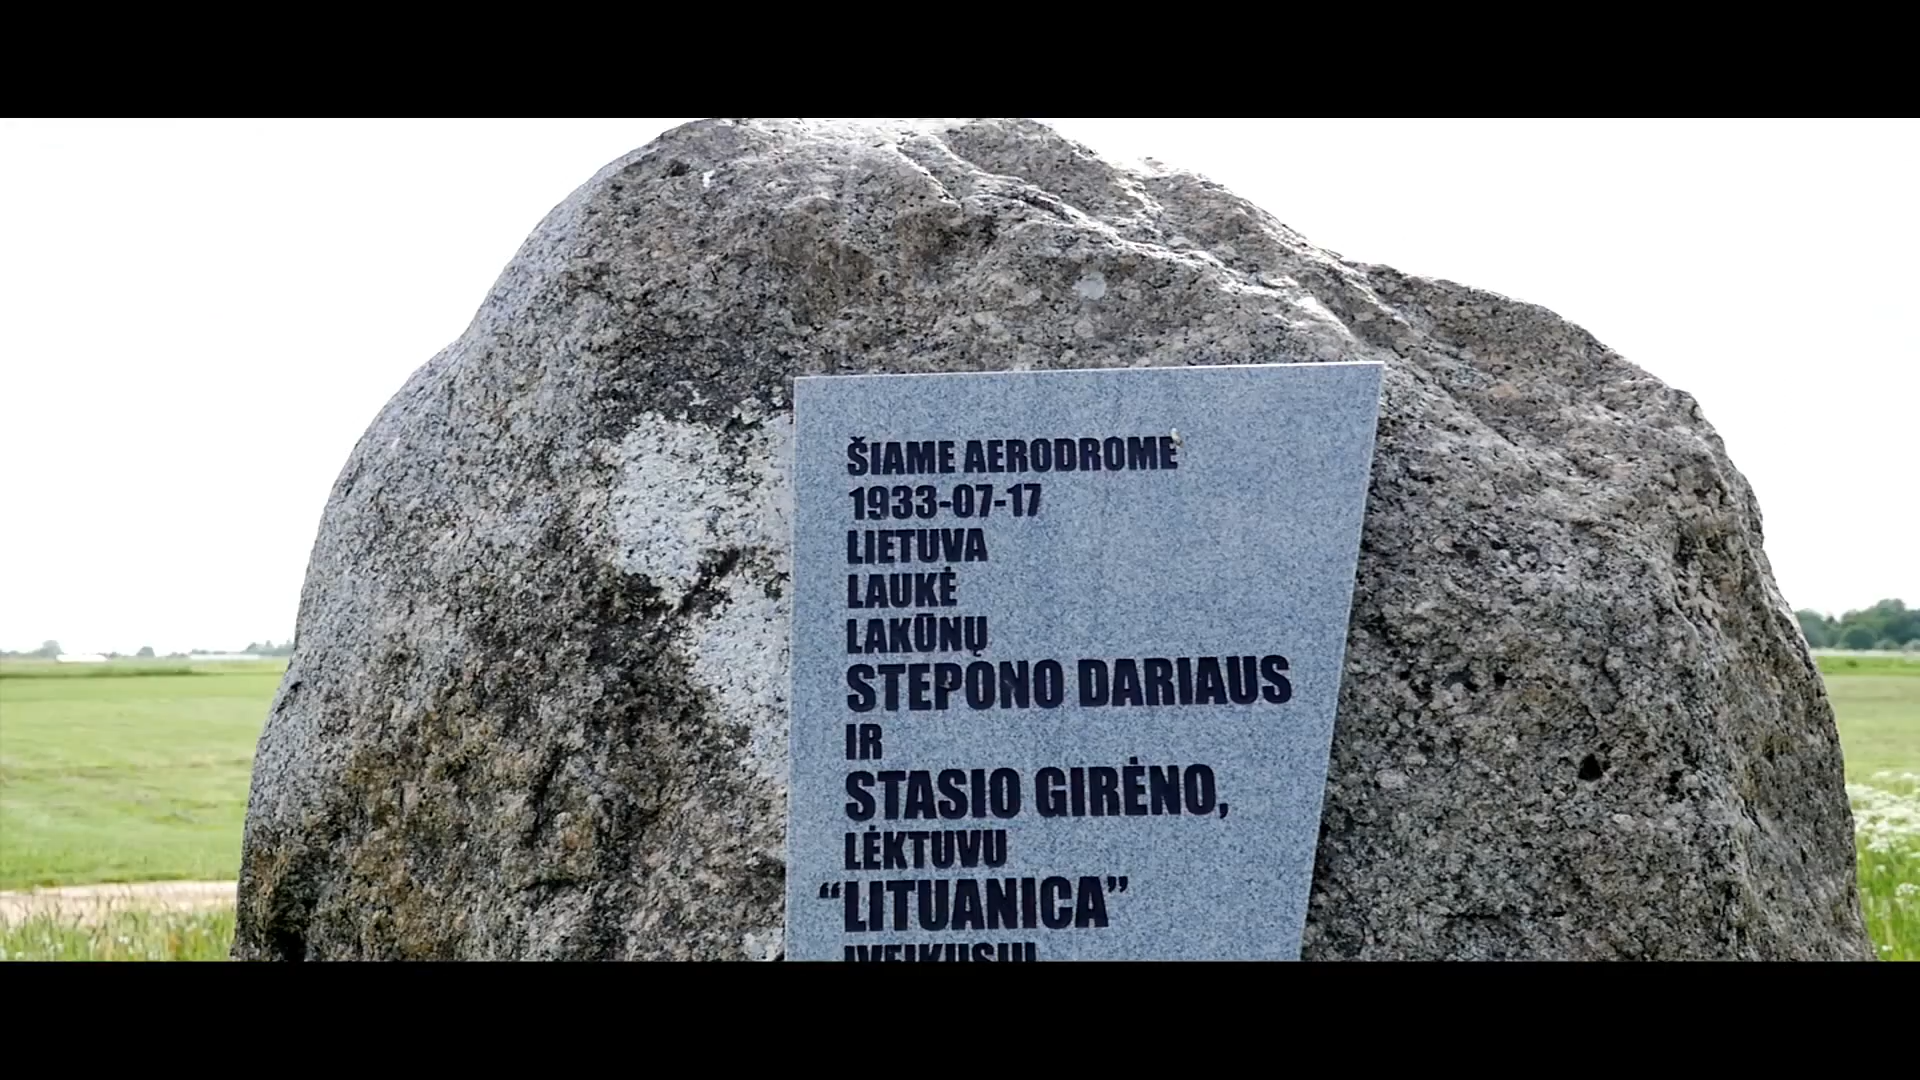 ŠIAME AERODROME
1933-07-17
LIETUVA
LAUKĖ
LAKŪNŲ
STEPONO DARIAUS
IR
STASIO GIRĖNO,
LĖKTUVU
“LITUANICA”